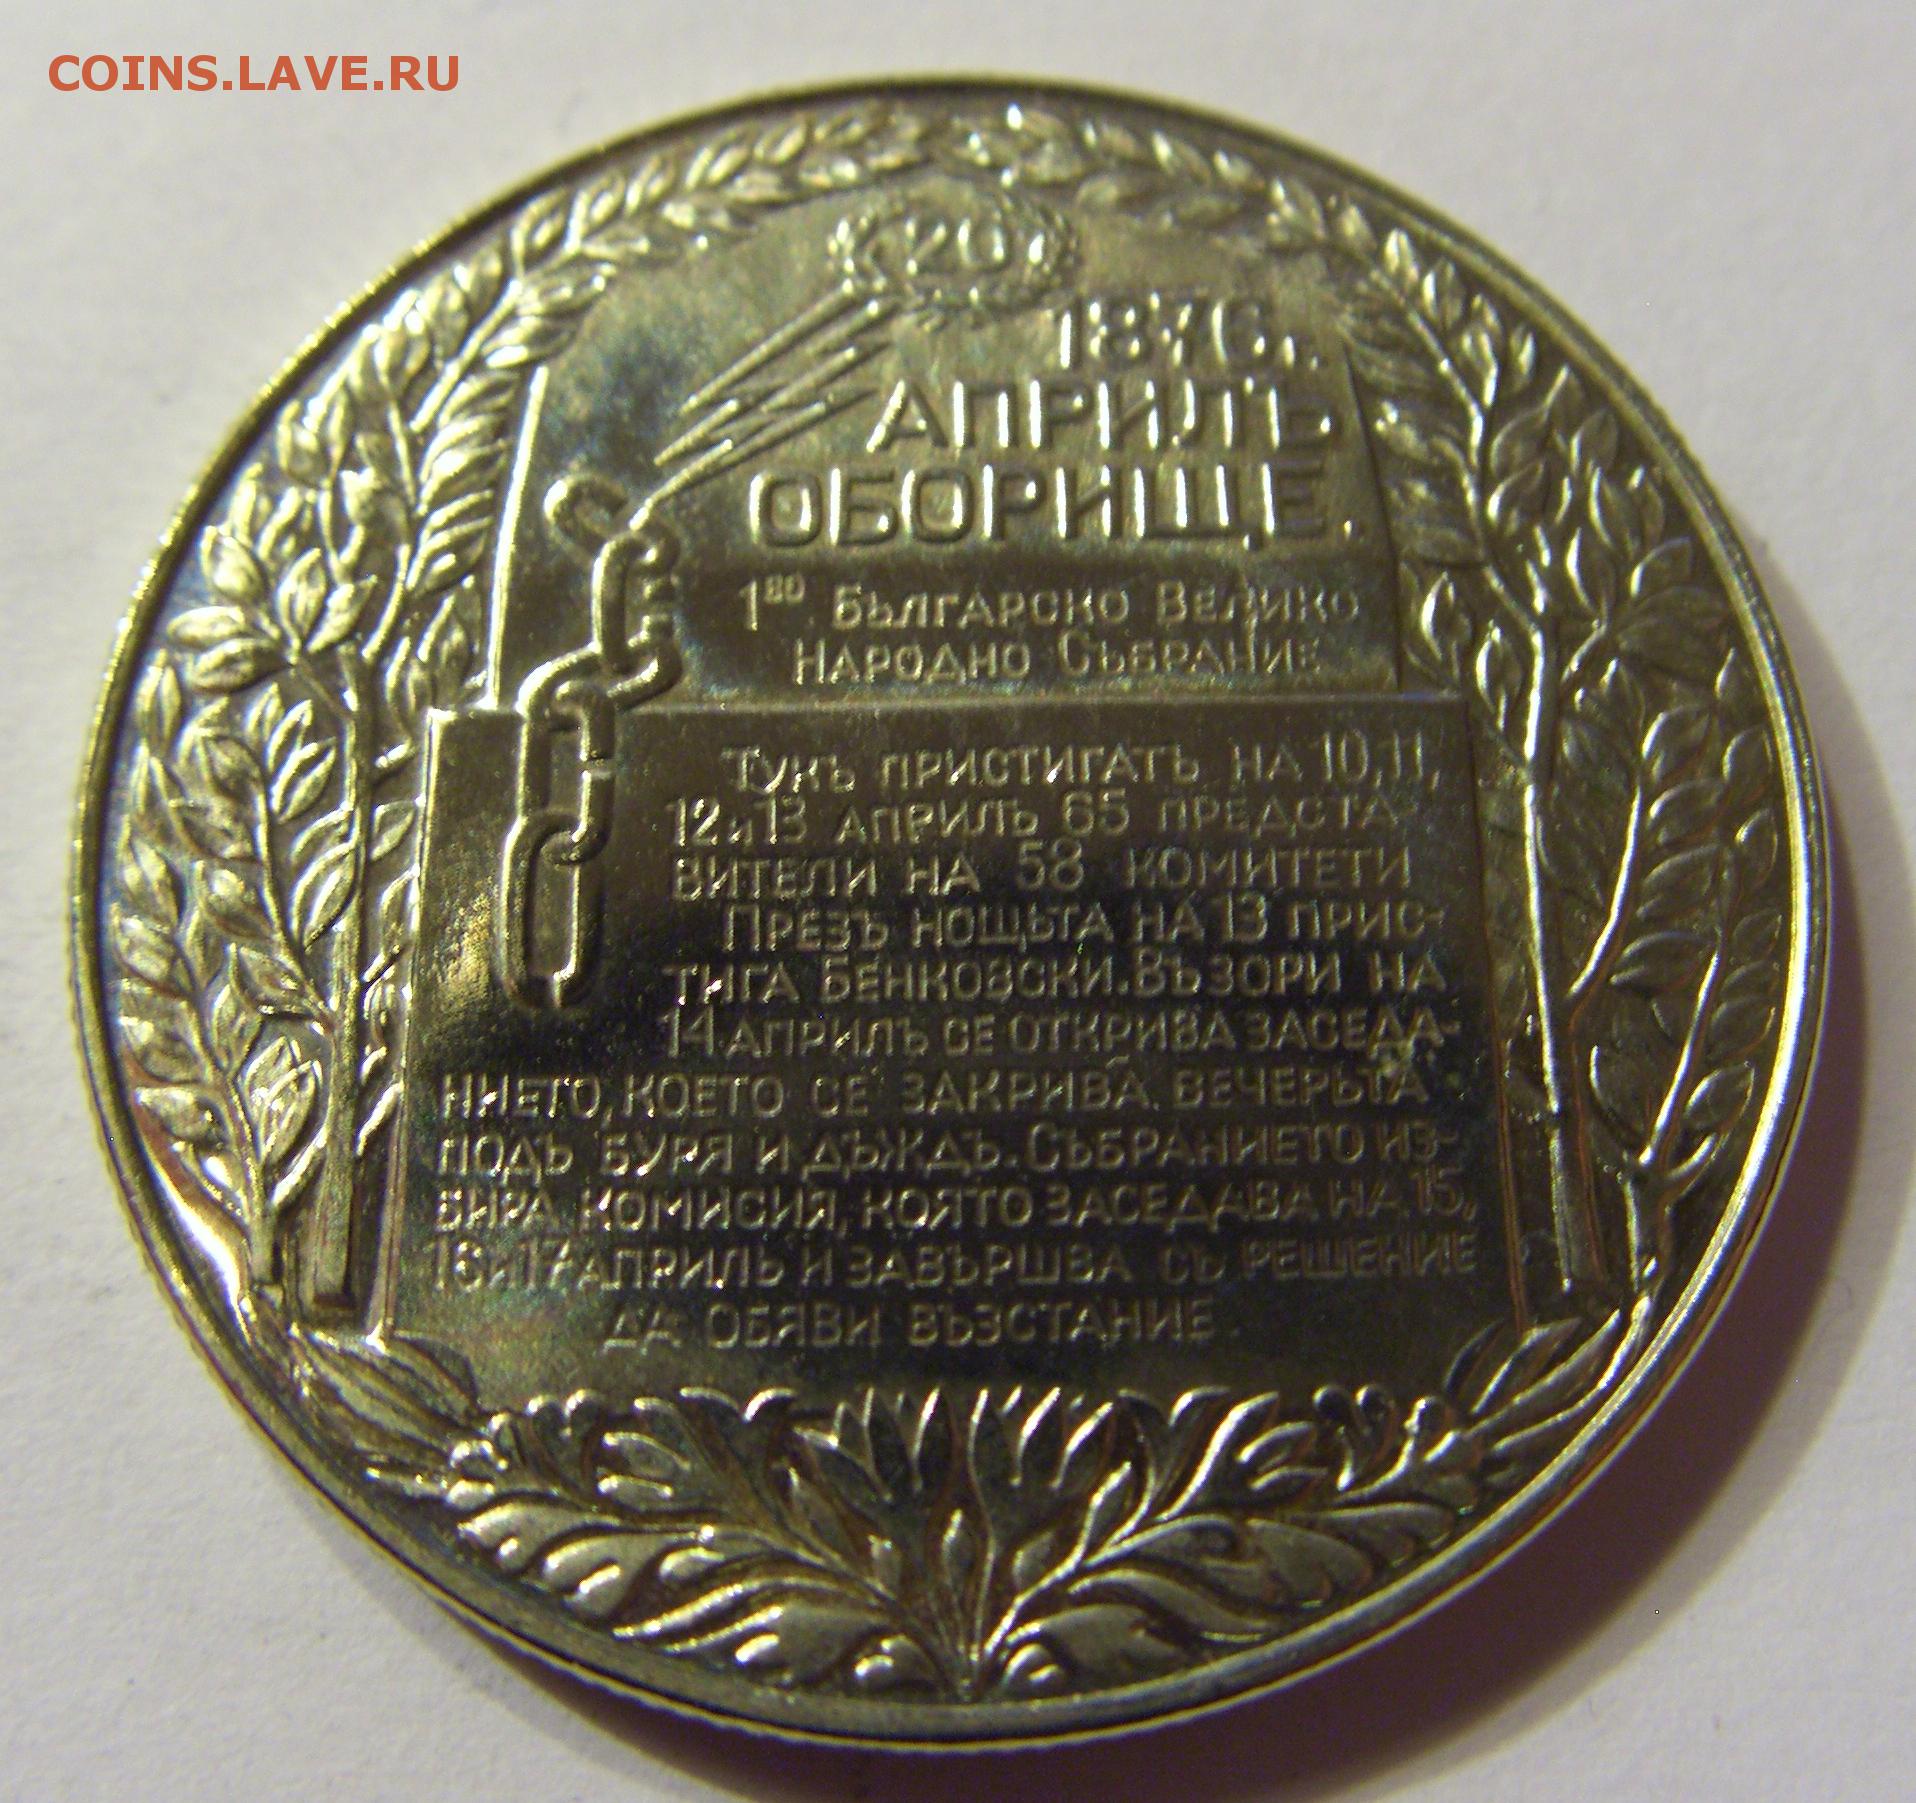 COINS.LAVE.RU
20
1876 г.
АПРИЛЪ
ОБОРИЩЕ.
1во БЪЛГАРСКО ВЕЛИКО
НАРОДНО СЪБРАНИЕ
ТУКЪ ПРИСТИГАТЪ НА 10, 11,
12 и 13 АПРИЛЪ 65 ПРЕДСТА-
ВИТЕЛИ НА 58 КОМИТЕТИ
ПРЕЗЪ НОЩЬТА НА 13 ПРИС-
ТИГА БЕНКОВСКИ. ВЪ ЗОРИ НА
14 АПРИЛЪ СЕ ОТКРИВА ЗАСЕДА-
НИЕТО, КОЕТО СЕ ЗАКРИВА ВЕЧЕРЬТА
ПОДЪ БУРЯ И ДЪЖДЪ. СЪБРАНИЕТО ИЗ-
БИРА КОМИСИЯ, КОЯТО ЗАСЕДАВА НА 15,
16 и 17 АПРИЛЪ И ЗАВЪРШВА СЪ РЕШЕНИЕ
ДА ОБЯВИ ВЪЗСТАНИЕ.